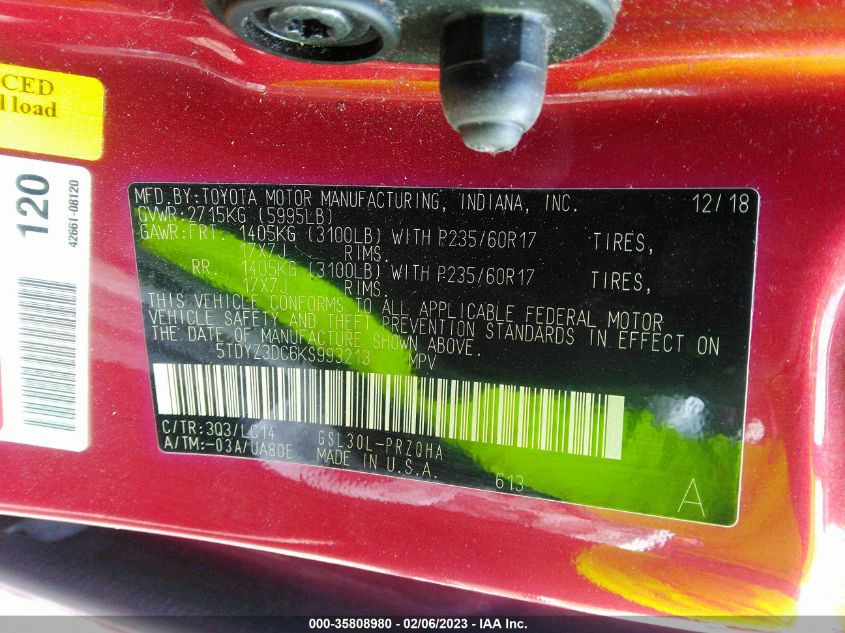 CED
l load
120
42661-08120
MFD. BY: TOYOTA MOTOR MANUFACTURING, INDIANA, INC. 12/18
GVWR: 2715KG (5995LB)
GAWR: FRT. 1405KG (3100LB) WITH P235/60R17 TIRES,
17X7J RIMS.
RR. 1405KG (3100LB) WITH P235/60R17 TIRES,
17X7J RIMS.
THIS VEHICLE CONFORMS TO ALL APPLICABLE FEDERAL MOTOR
VEHICLE SAFETY AND THEFT PREVENTION STANDARDS IN EFFECT ON
THE DATE OF MANUFACTURE SHOWN ABOVE.
5TDYZ3DC6KS993213 MPV
C/TR: 3Q3/LC14 GSL30L-PRZQHA
A/TM: -03A/UA80E MADE IN U.S.A.
613
A
000-35808980 - 02/06/2023 - IAA Inc.